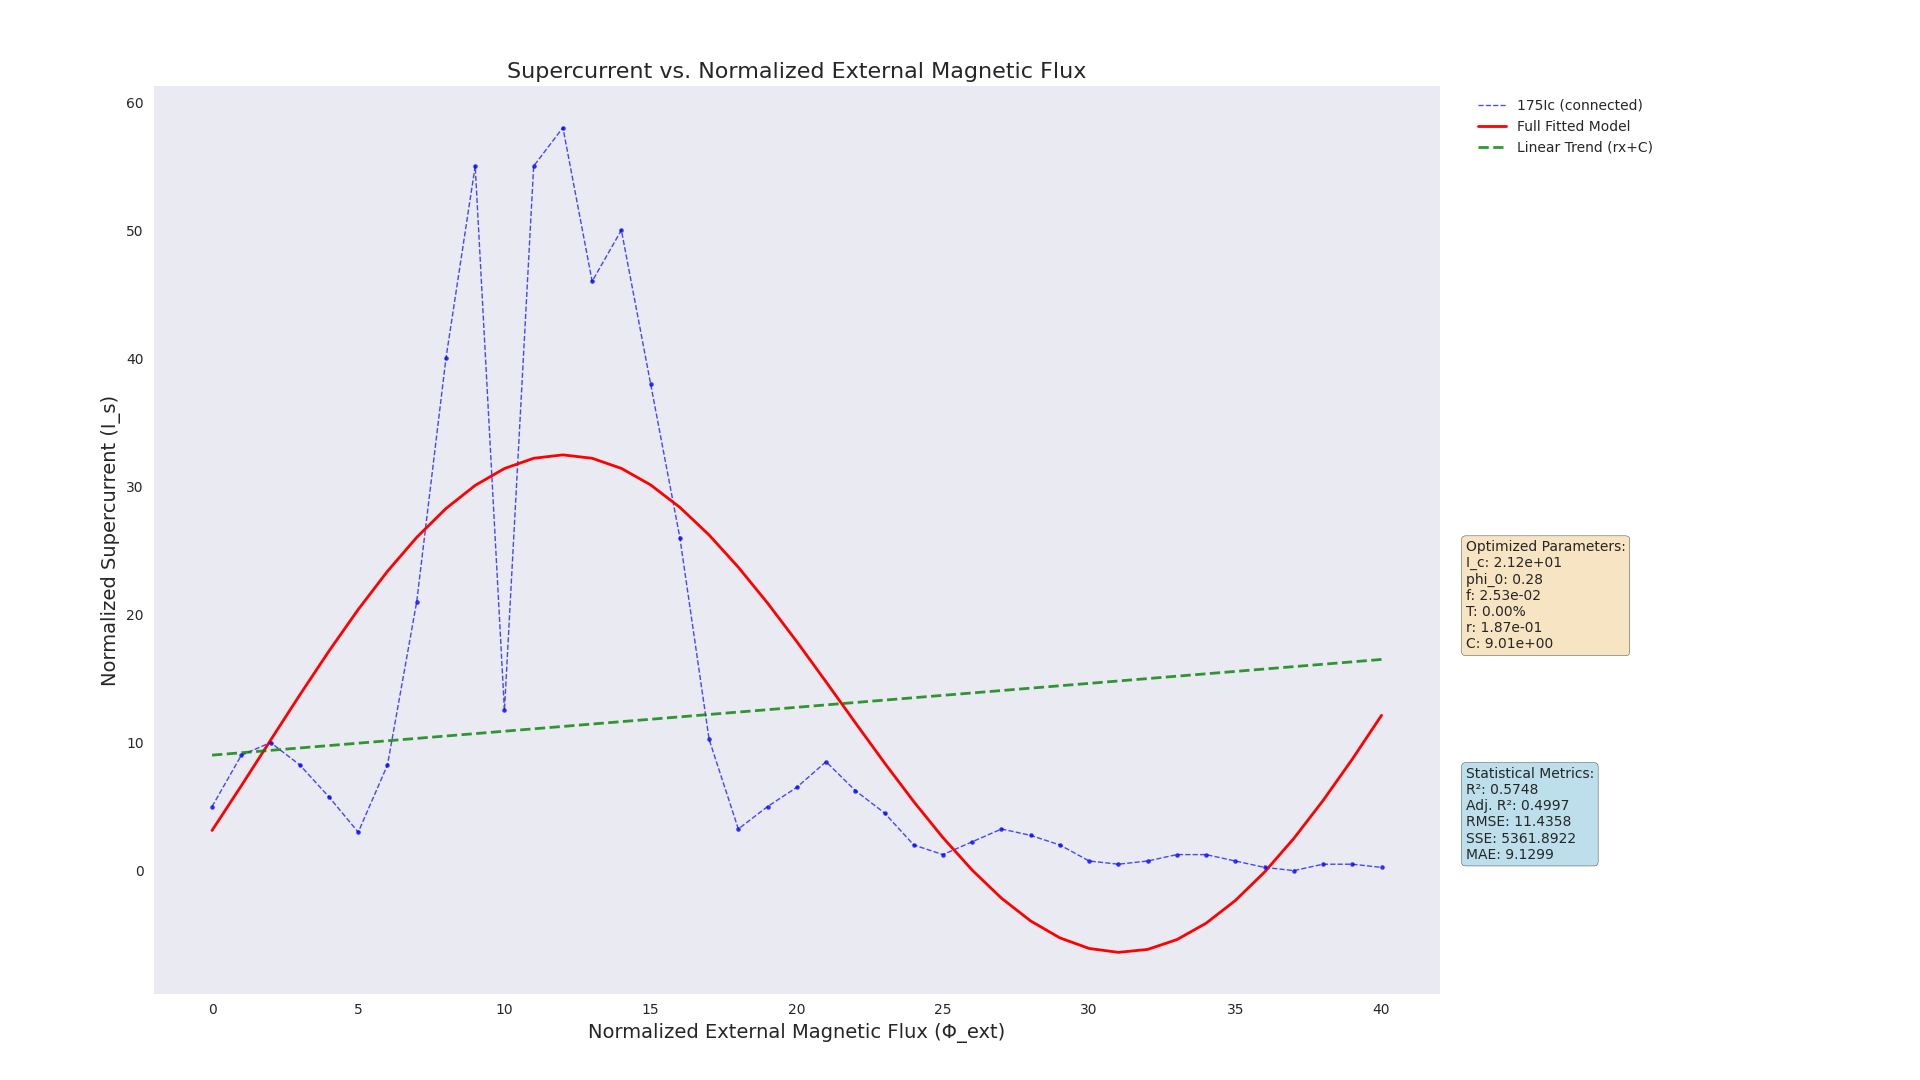 Supercurrent vs. Normalized External Magnetic Flux
60
50
40
30
20
10
0
Normalized Supercurrent (I_s)
0 5 10 15 20 25 30 35 40
Normalized External Magnetic Flux (Φ_ext)
175Ic (connected)
Full Fitted Model
Linear Trend (rx+C)
Optimized Parameters:
I_c: 2.12e+01
phi_0: 0.28
f: 2.53e-02
T: 0.00%
r: 1.87e-01
C: 9.01e+00
Statistical Metrics:
R²: 0.5748
Adj. R²: 0.4997
RMSE: 11.4358
SSE: 5361.8922
MAE: 9.1299